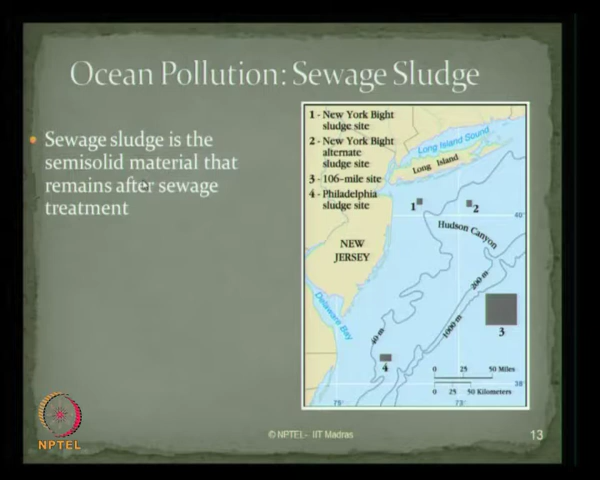 Ocean Pollution: Sewage Sludge
Sewage sludge is the
semisolid material that
remains after sewage
treatment
1 - New York Bight
sludge site
2 - New York Bight
alternate
sludge site
3 - 106-mile site
4 - Philadelphia
sludge site
Long Island Sound
Long Island
1
2
40°
Hudson Canyon
NEW
JERSEY
200 m
1000 m
3
Delaware Bay
40 m
4
0 25 50 Miles
0 25 50 Kilometers
38°
75°
73°
NPTEL
© NPTEL- IIT Madras
13